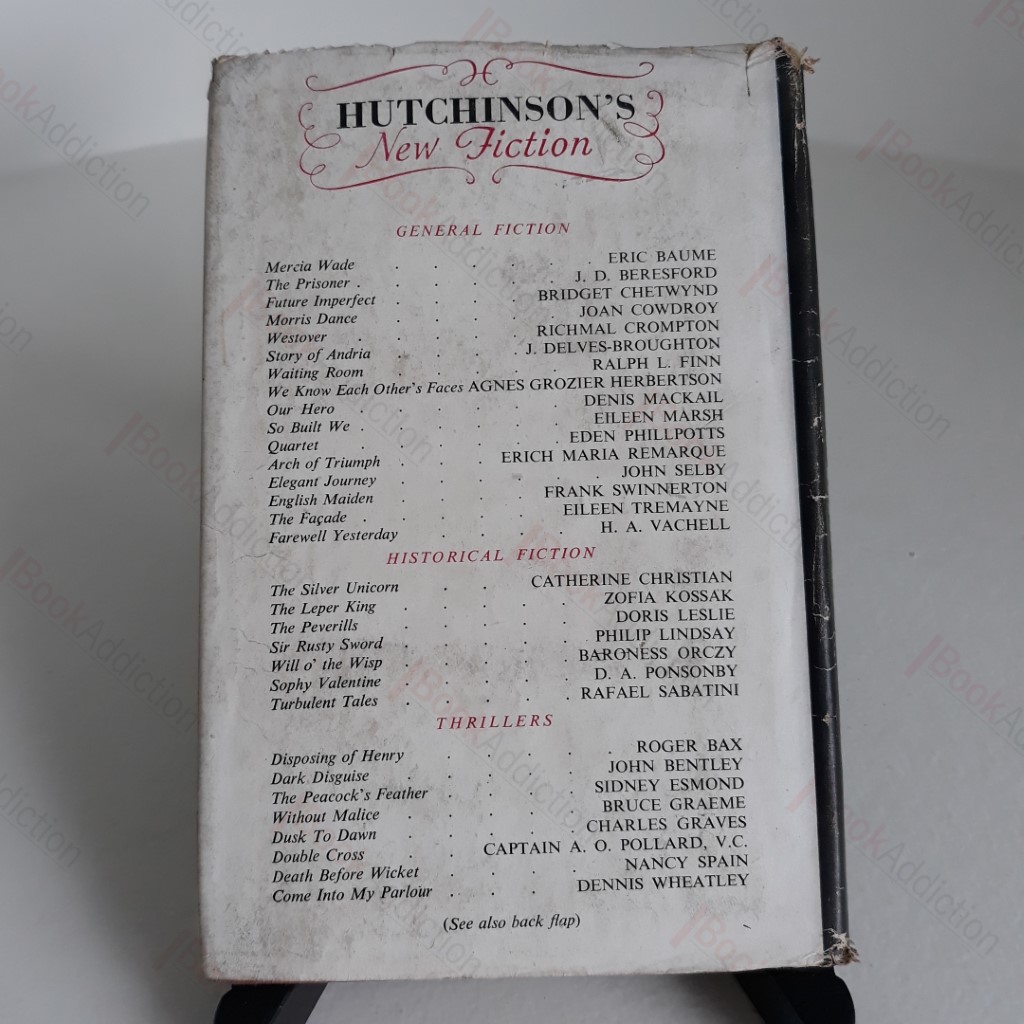 HUTCHINSON'S
New Fiction
GENERAL FICTION
Mercia Wade . . . . . . ERIC BAUME
The Prisoner . . . . . J. D. BERESFORD
Future Imperfect . . . . BRIDGET CHETWYND
Morris Dance . . . . . JOAN COWDROY
Westover . . . . . RICHMAL CROMPTON
Story of Andria . . . . J. DELVES-BROUGHTON
Waiting Room . . . . . RALPH L. FINN
We Know Each Other's Faces AGNES GROZIER HERBERTSON
Our Hero . . . . . . DENIS MACKAIL
So Built We . . . . . . EILEEN MARSH
Quartet . . . . . EDEN PHILLPOTTS
Arch of Triumph . . . ERICH MARIA REMARQUE
Elegant Journey . . . . . JOHN SELBY
English Maiden . . . . FRANK SWINNERTON
The Façade . . . . . EILEEN TREMAYNE
Farewell Yesterday . . . . H. A. VACHELL
HISTORICAL FICTION
The Silver Unicorn . . CATHERINE CHRISTIAN
The Leper King . . . . . ZOFIA KOSSAK
The Peverills . . . . . DORIS LESLIE
Sir Rusty Sword . . . . . PHILIP LINDSAY
Will o' the Wisp . . . . . BARONESS ORCZY
Sophy Valentine . . . . . D. A. PONSONBY
Turbulent Tales . . . . . RAFAEL SABATINI
THRILLERS
Disposing of Henry . . . . . ROGER BAX
Dark Disguise . . . . . JOHN BENTLEY
The Peacock's Feather . . . . SIDNEY ESMOND
Without Malice . . . . . BRUCE GRAEME
Dusk To Dawn . . . . . CHARLES GRAVES
Double Cross . . CAPTAIN A. O. POLLARD, V.C.
Death Before Wicket . . . . NANCY SPAIN
Come Into My Parlour . . . . DENNIS WHEATLEY
(See also back flap)